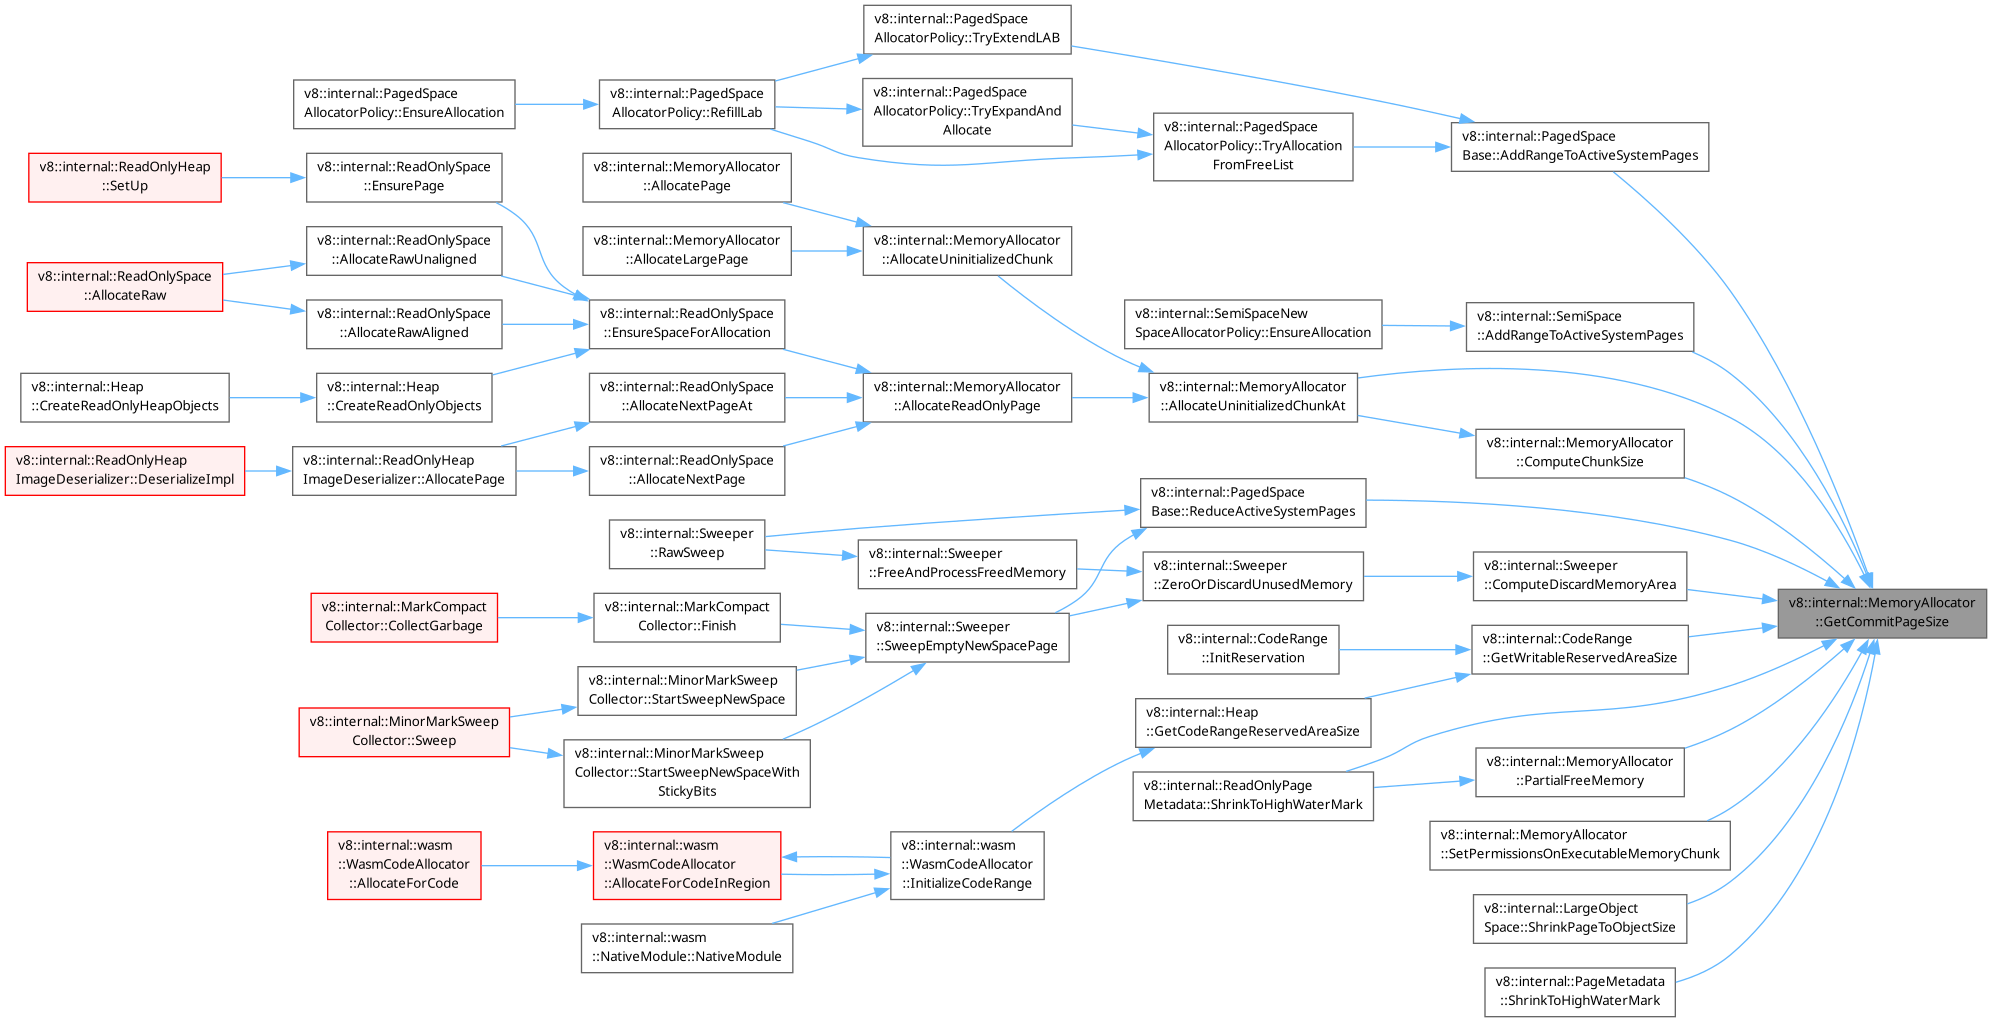 v8::internal::PagedSpace
AllocatorPolicy::TryExtendLAB
v8::internal::PagedSpace
AllocatorPolicy::EnsureAllocation
v8::internal::PagedSpace
AllocatorPolicy::RefillLab
v8::internal::PagedSpace
AllocatorPolicy::TryExpandAnd
Allocate
v8::internal::PagedSpace
AllocatorPolicy::TryAllocation
FromFreeList
v8::internal::PagedSpace
Base::AddRangeToActiveSystemPages
v8::internal::ReadOnlyHeap
::SetUp
v8::internal::ReadOnlySpace
::EnsurePage
v8::internal::MemoryAllocator
::AllocatePage
v8::internal::ReadOnlySpace
::AllocateRaw
v8::internal::ReadOnlySpace
::AllocateRawUnaligned
v8::internal::MemoryAllocator
::AllocateLargePage
v8::internal::MemoryAllocator
::AllocateUninitializedChunk
v8::internal::ReadOnlySpace
::AllocateRawAligned
v8::internal::ReadOnlySpace
::EnsureSpaceForAllocation
v8::internal::SemiSpaceNew
SpaceAllocatorPolicy::EnsureAllocation
v8::internal::SemiSpace
::AddRangeToActiveSystemPages
v8::internal::Heap
::CreateReadOnlyHeapObjects
v8::internal::Heap
::CreateReadOnlyObjects
v8::internal::ReadOnlySpace
::AllocateNextPageAt
v8::internal::MemoryAllocator
::AllocateReadOnlyPage
v8::internal::MemoryAllocator
::AllocateUninitializedChunkAt
v8::internal::MemoryAllocator
::ComputeChunkSize
v8::internal::ReadOnlyHeap
ImageDeserializer::DeserializeImpl
v8::internal::ReadOnlyHeap
ImageDeserializer::AllocatePage
v8::internal::ReadOnlySpace
::AllocateNextPage
v8::internal::PagedSpace
Base::ReduceActiveSystemPages
v8::internal::Sweeper
::RawSweep
v8::internal::Sweeper
::FreeAndProcessFreedMemory
v8::internal::Sweeper
::ZeroOrDiscardUnusedMemory
v8::internal::Sweeper
::ComputeDiscardMemoryArea
v8::internal::MemoryAllocator
::GetCommitPageSize
v8::internal::MarkCompact
Collector::CollectGarbage
v8::internal::MarkCompact
Collector::Finish
v8::internal::Sweeper
::SweepEmptyNewSpacePage
v8::internal::CodeRange
::InitReservation
v8::internal::CodeRange
::GetWritableReservedAreaSize
v8::internal::MinorMarkSweep
Collector::StartSweepNewSpace
v8::internal::MinorMarkSweep
Collector::Sweep
v8::internal::Heap
::GetCodeRangeReservedAreaSize
v8::internal::MinorMarkSweep
Collector::StartSweepNewSpaceWith
StickyBits
v8::internal::ReadOnlyPage
Metadata::ShrinkToHighWaterMark
v8::internal::MemoryAllocator
::PartialFreeMemory
v8::internal::MemoryAllocator
::SetPermissionsOnExecutableMemoryChunk
v8::internal::wasm
::WasmCodeAllocator
::AllocateForCode
v8::internal::wasm
::WasmCodeAllocator
::AllocateForCodeInRegion
v8::internal::wasm
::WasmCodeAllocator
::InitializeCodeRange
v8::internal::LargeObject
Space::ShrinkPageToObjectSize
v8::internal::wasm
::NativeModule::NativeModule
v8::internal::PageMetadata
::ShrinkToHighWaterMark